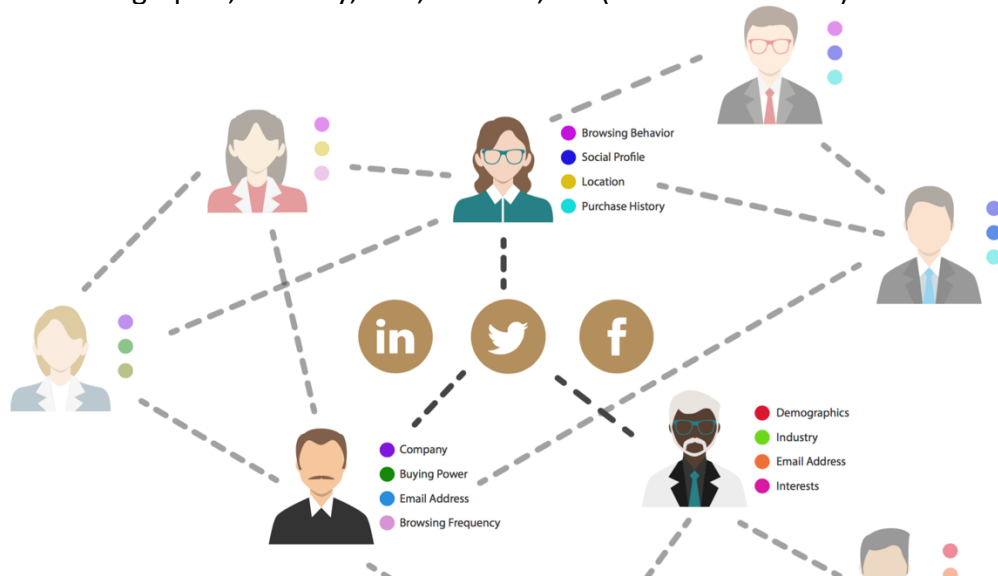 Browsing Behavior
Social Profile
Location
Purchase History
in
f
Company
Buying Power
Email Address
Browsing Frequency
Demographics
Industry
Email Address
Interests